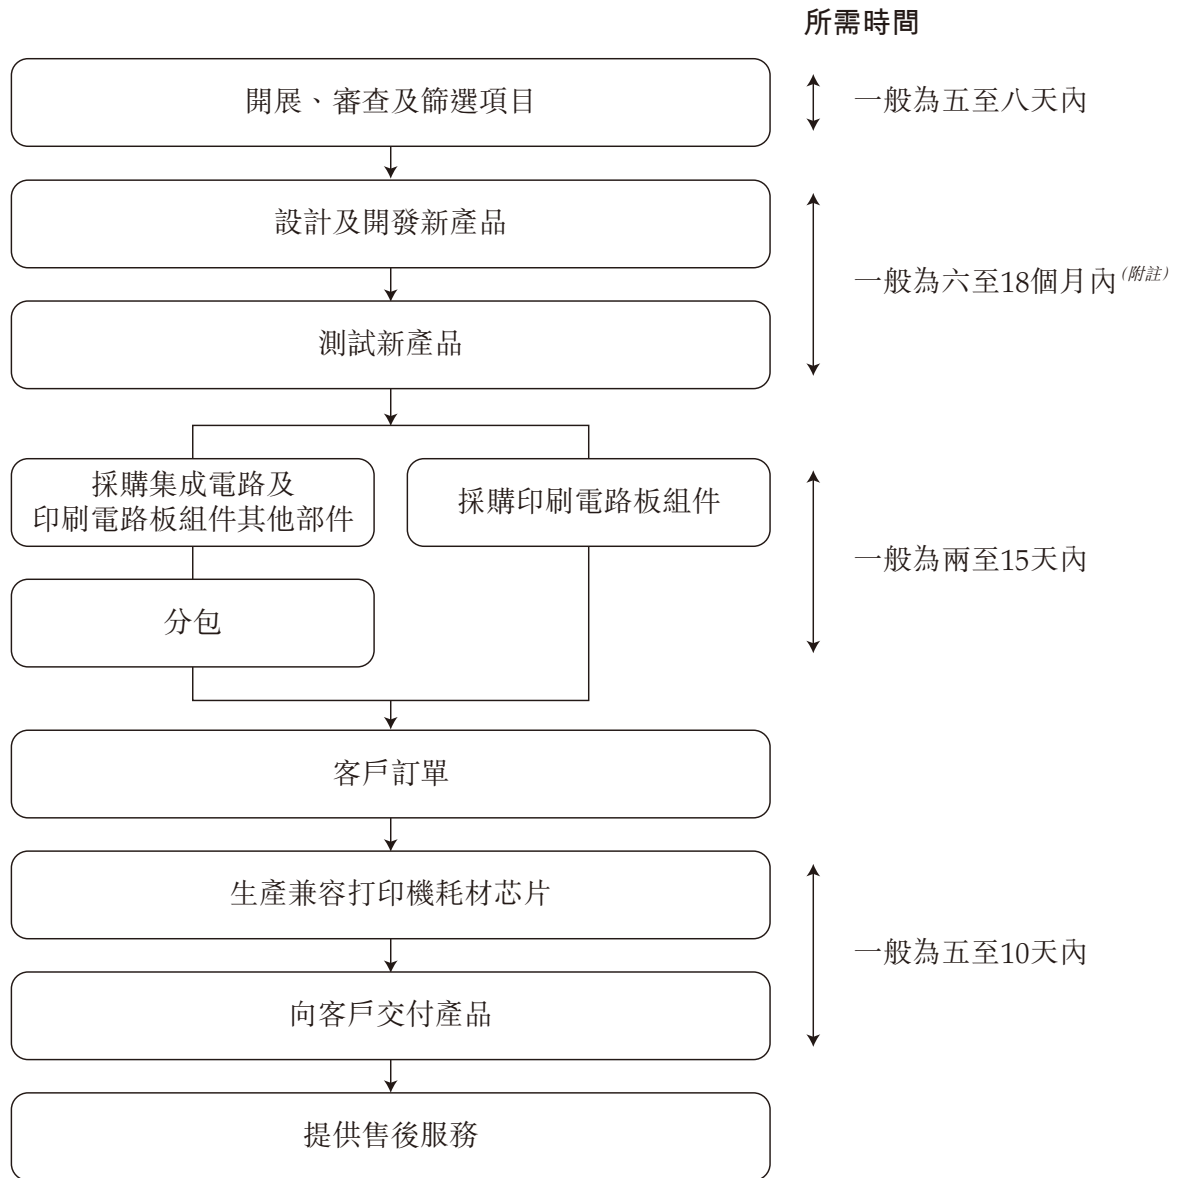 所需時間
開展、審查及篩選項目
一般為五至八天內
設計及開發新產品
一般為六至18個月內(附註)
測試新產品
採購集成電路及
印刷電路板組件其他部件
採購印刷電路板組件
一般為兩至15天內
分包
客戶訂單
生產兼容打印機耗材芯片
一般為五至10天內
向客戶交付產品
提供售後服務